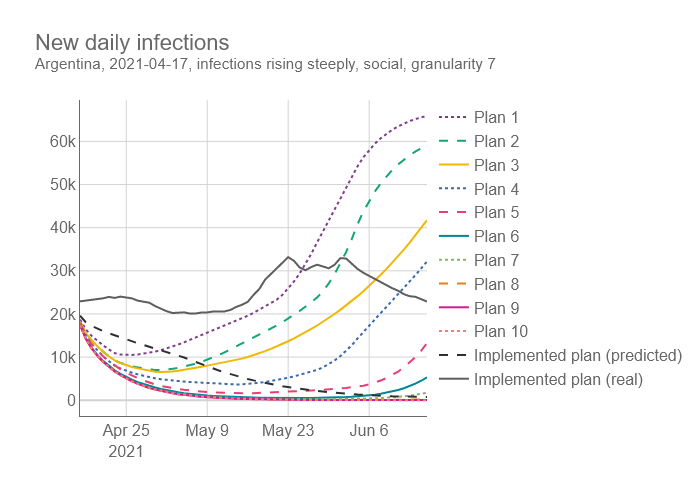 New daily infections
Argentina, 2021-04-17, infections rising steeply, social, granularity 7
60k
50k
40k
30k
20k
10k
0
Apr 25
2021
May 9
May 23
Jun 6
Plan 1
Plan 2
Plan 3
Plan 4
Plan 5
Plan 6
Plan 7
Plan 8
Plan 9
Plan 10
Implemented plan (predicted)
Implemented plan (real)